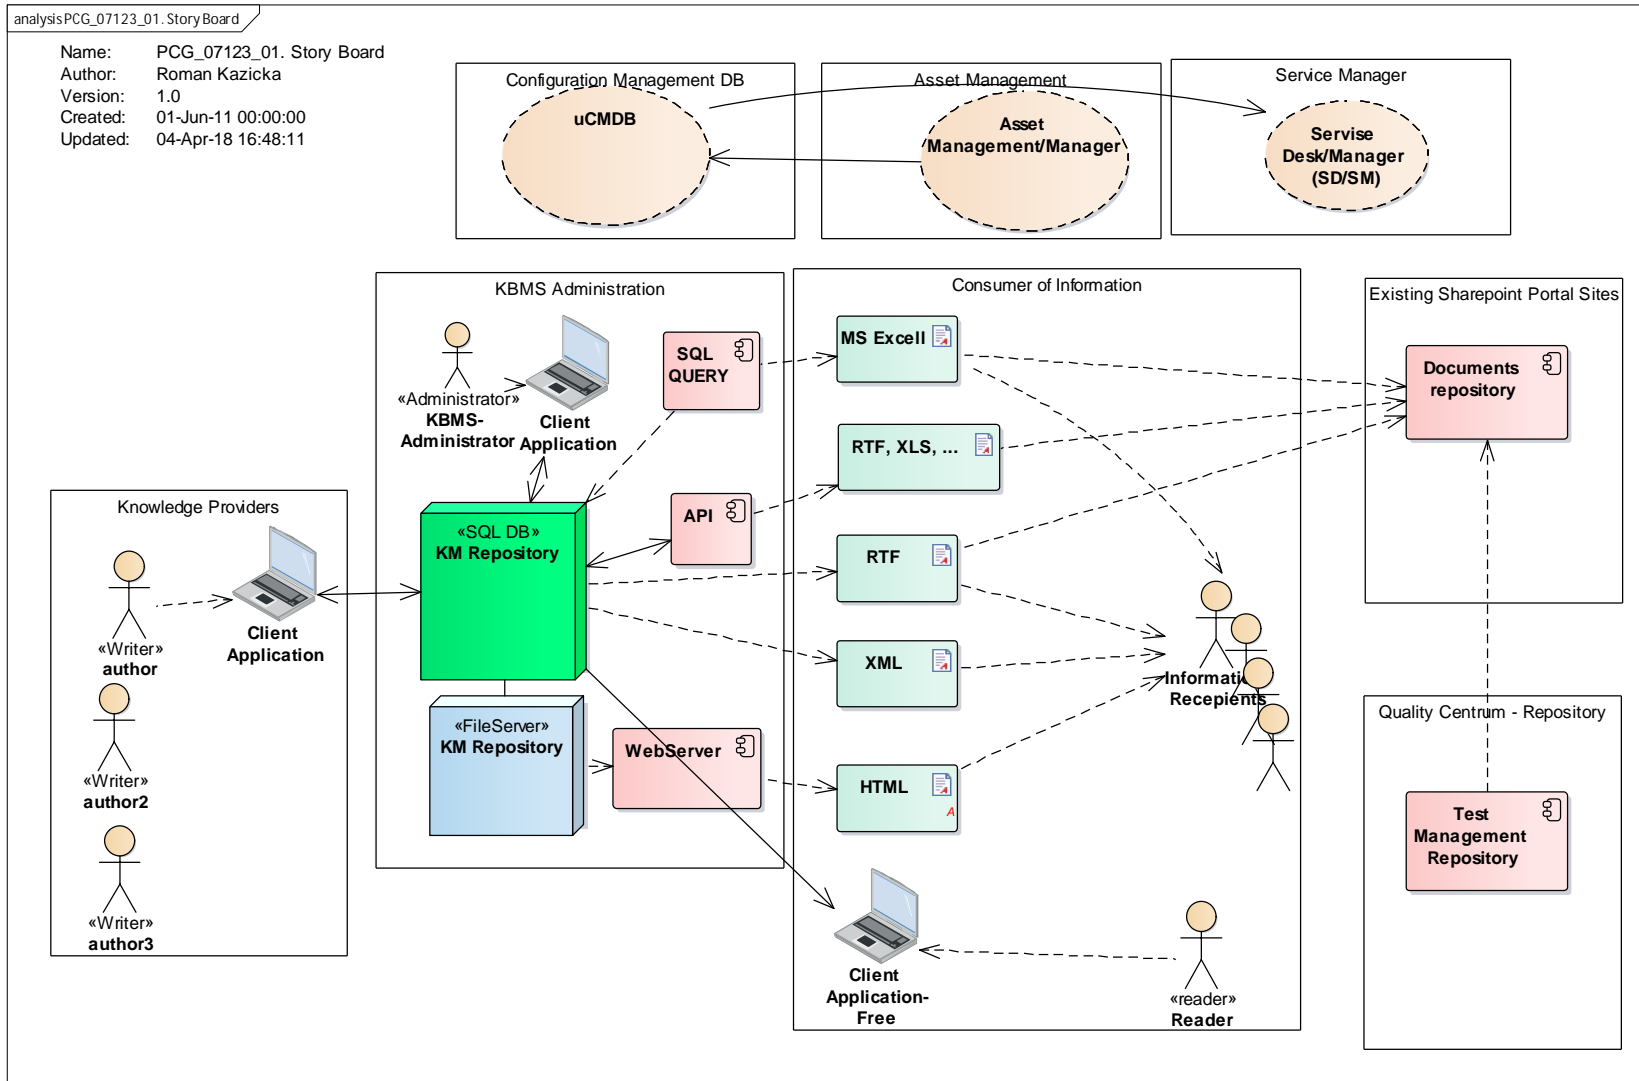 analysis PCG_07123_01. Story Board
Name: PCG_07123_01. Story Board
Author: Roman Kazicka
Version: 1.0
Created: 01-Jun-11 00:00:00
Updated: 04-Apr-18 16:48:11
Configuration Management DB
uCMDB
Asset Management
Asset
Management/Manager
Service Manager
Servise
Desk/Manager
(SD/SM)
Knowledge Providers
«Writer»
author
«Writer»
author2
«Writer»
author3
Client
Application
KBMS Administration
«Administrator»
KBMS-
Administrator
Client
Application
SQL
QUERY
API
«SQL DB»
KM Repository
«FileServer»
KM Repository
WebServer
Consumer of Information
MS Excell
A
RTF, XLS, ...
A
RTF
A
XML
A
HTML
A
A
Information
Recepients
Client
Application-
Free
«reader»
Reader
Existing Sharepoint Portal Sites
Documents
repository
Quality Centrum - Repository
Test
Management
Repository